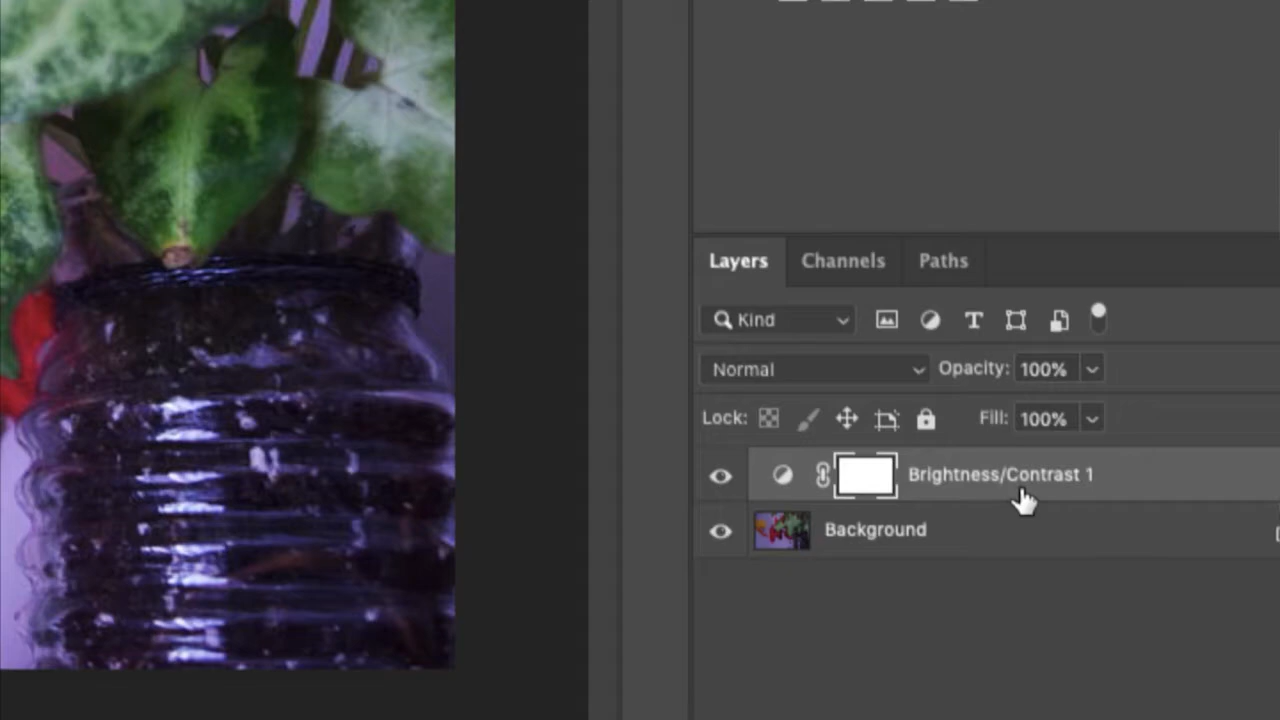 Layers Channels Paths
Kind
Normal Opacity: 100%
Lock: Fill: 100%
Brightness/Contrast 1
Background